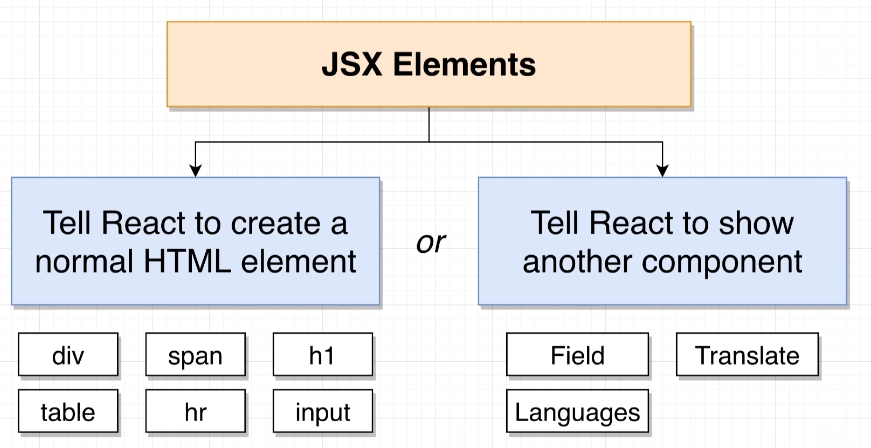 JSX Elements
Tell React to create a
normal HTML element
or
Tell React to show
another component
div
span
h1
table
hr
input
Field
Translate
Languages